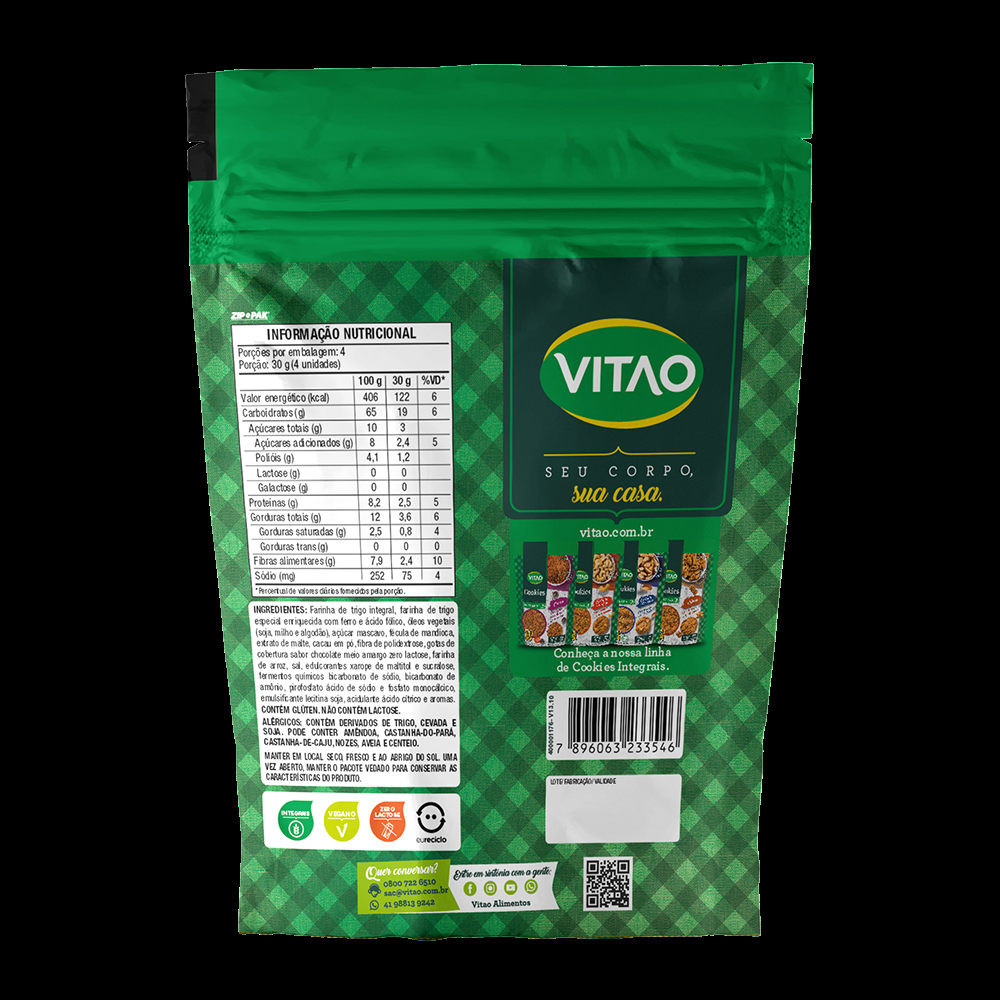 ZIP·PAK
INFORMAÇÃO NUTRICIONAL
Porções por embalagem: 4
Porção: 30 g (4 unidades)
100 g 30 g %VD*
Valor energético (kcal) 406 122 6
Carboidratos (g) 65 19 6
Açúcares totais (g) 10 3
Açúcares adicionados (g) 8 2,4 5
Polióis (g) 4,1 1,2
Lactose (g) 0 0
Galactose (g) 0 0
Proteínas (g) 8,2 2,5 5
Gorduras totais (g) 12 3,6 6
Gorduras saturadas (g) 2,5 0,8 4
Gorduras trans (g) 0 0 0
Fibras alimentares (g) 7,9 2,4 10
Sódio (mg) 252 75 4
*Percentual de valores diários fornecidos pela porção.
INGREDIENTES: Farinha de trigo integral, farinha de trigo
especial enriquecida com ferro e ácido fólico, óleos vegetais
(soja, milho e algodão), açúcar mascavo, fécula de mandioca,
extrato de malte, cacau em pó, fibra de polidextrose, gotas de
cobertura sabor chocolate meio amargo zero lactose, farinha
de arroz, sal, edulcorantes xarope de maltitol e sucralose,
fermentos químicos bicarbonato de sódio, bicarbonato de
amônio, pirofosfato ácido de sódio e fosfato monocálcico,
emulsificante lecitina soja, acidulante ácido cítrico e aromas.
CONTÉM GLÚTEN. NÃO CONTÉM LACTOSE.
ALÉRGICOS: CONTÉM DERIVADOS DE TRIGO, CEVADA E
SOJA. PODE CONTER AMÊNDOA, CASTANHA-DO-PARÁ,
CASTANHA-DE-CAJU, NOZES, AVEIA E CENTEIO.
MANTER EM LOCAL SECO, FRESCO E AO ABRIGO DO SOL. UMA
VEZ ABERTO, MANTER O PACOTE VEDADO PARA CONSERVAR AS
CARACTERÍSTICAS DO PRODUTO.
INTEGRAIS
VEGANO
ZERO
LACTOSE
eureciclo
Quer conversar?
0800 722 6510
sac@vitao.com.br
41 98813 9242
Entre em sintonia com a gente:
Vitao Alimentos
VITAO
SEU CORPO,
sua casa.
vitao.com.br
VITAO
Cookies
Conheça a nossa linha
de Cookies Integrais.
400001176-V13.10
7 896063 233546
LOTE/ FABRICAÇÃO/ VALIDADE